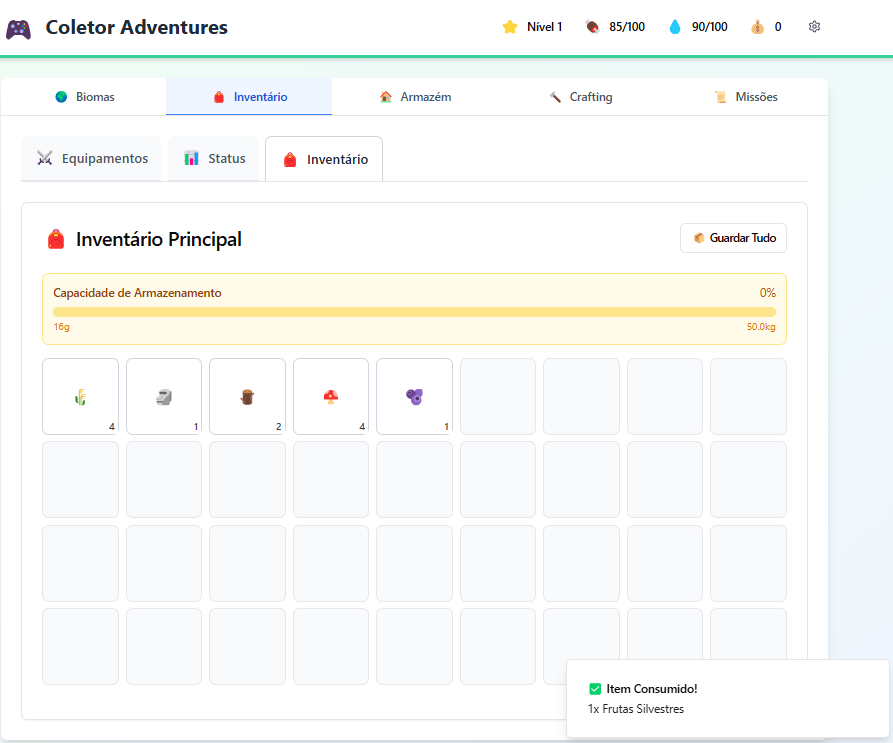 Coletor Adventures
Nível 1 85/100 90/100 0
Biomas Inventário Armazém Crafting Missões
Equipamentos Status Inventário
Inventário Principal
Guardar Tudo
Capacidade de Armazenamento 0%
16g 50.0kg
4 1 2 4 1
Item Consumido!
1x Frutas Silvestres